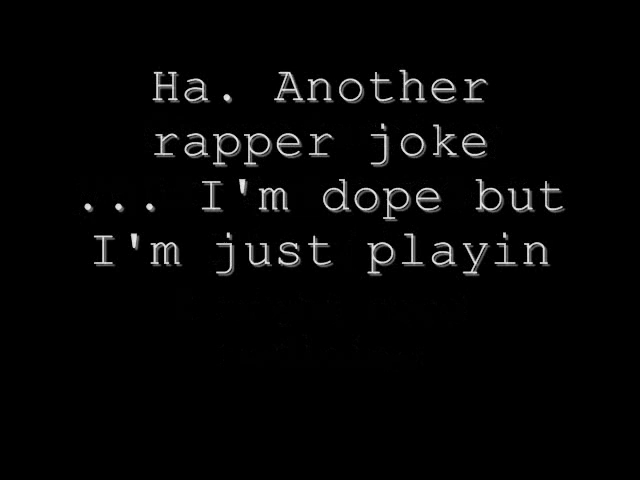 Ha. Another
rapper joke
... I'm dope but
I'm just playin